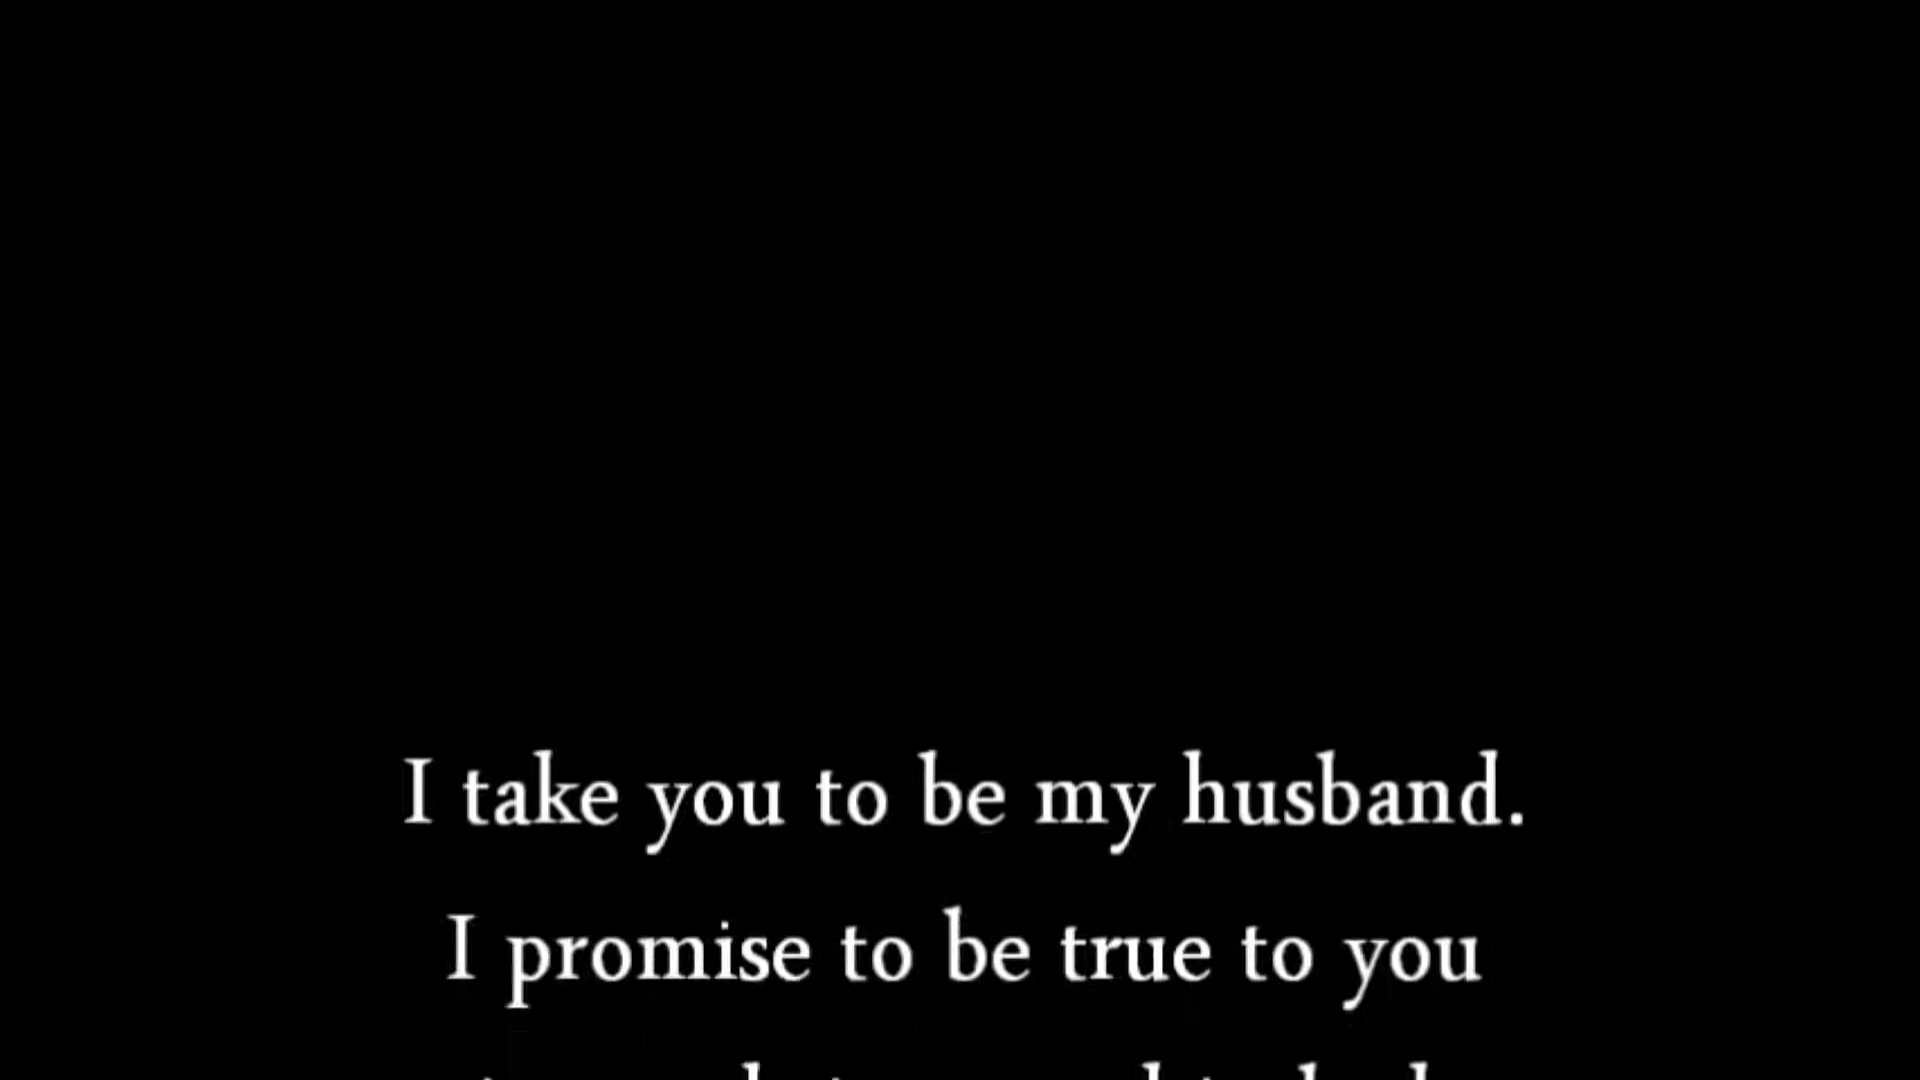 I take you to be my husband.
I promise to be true to you